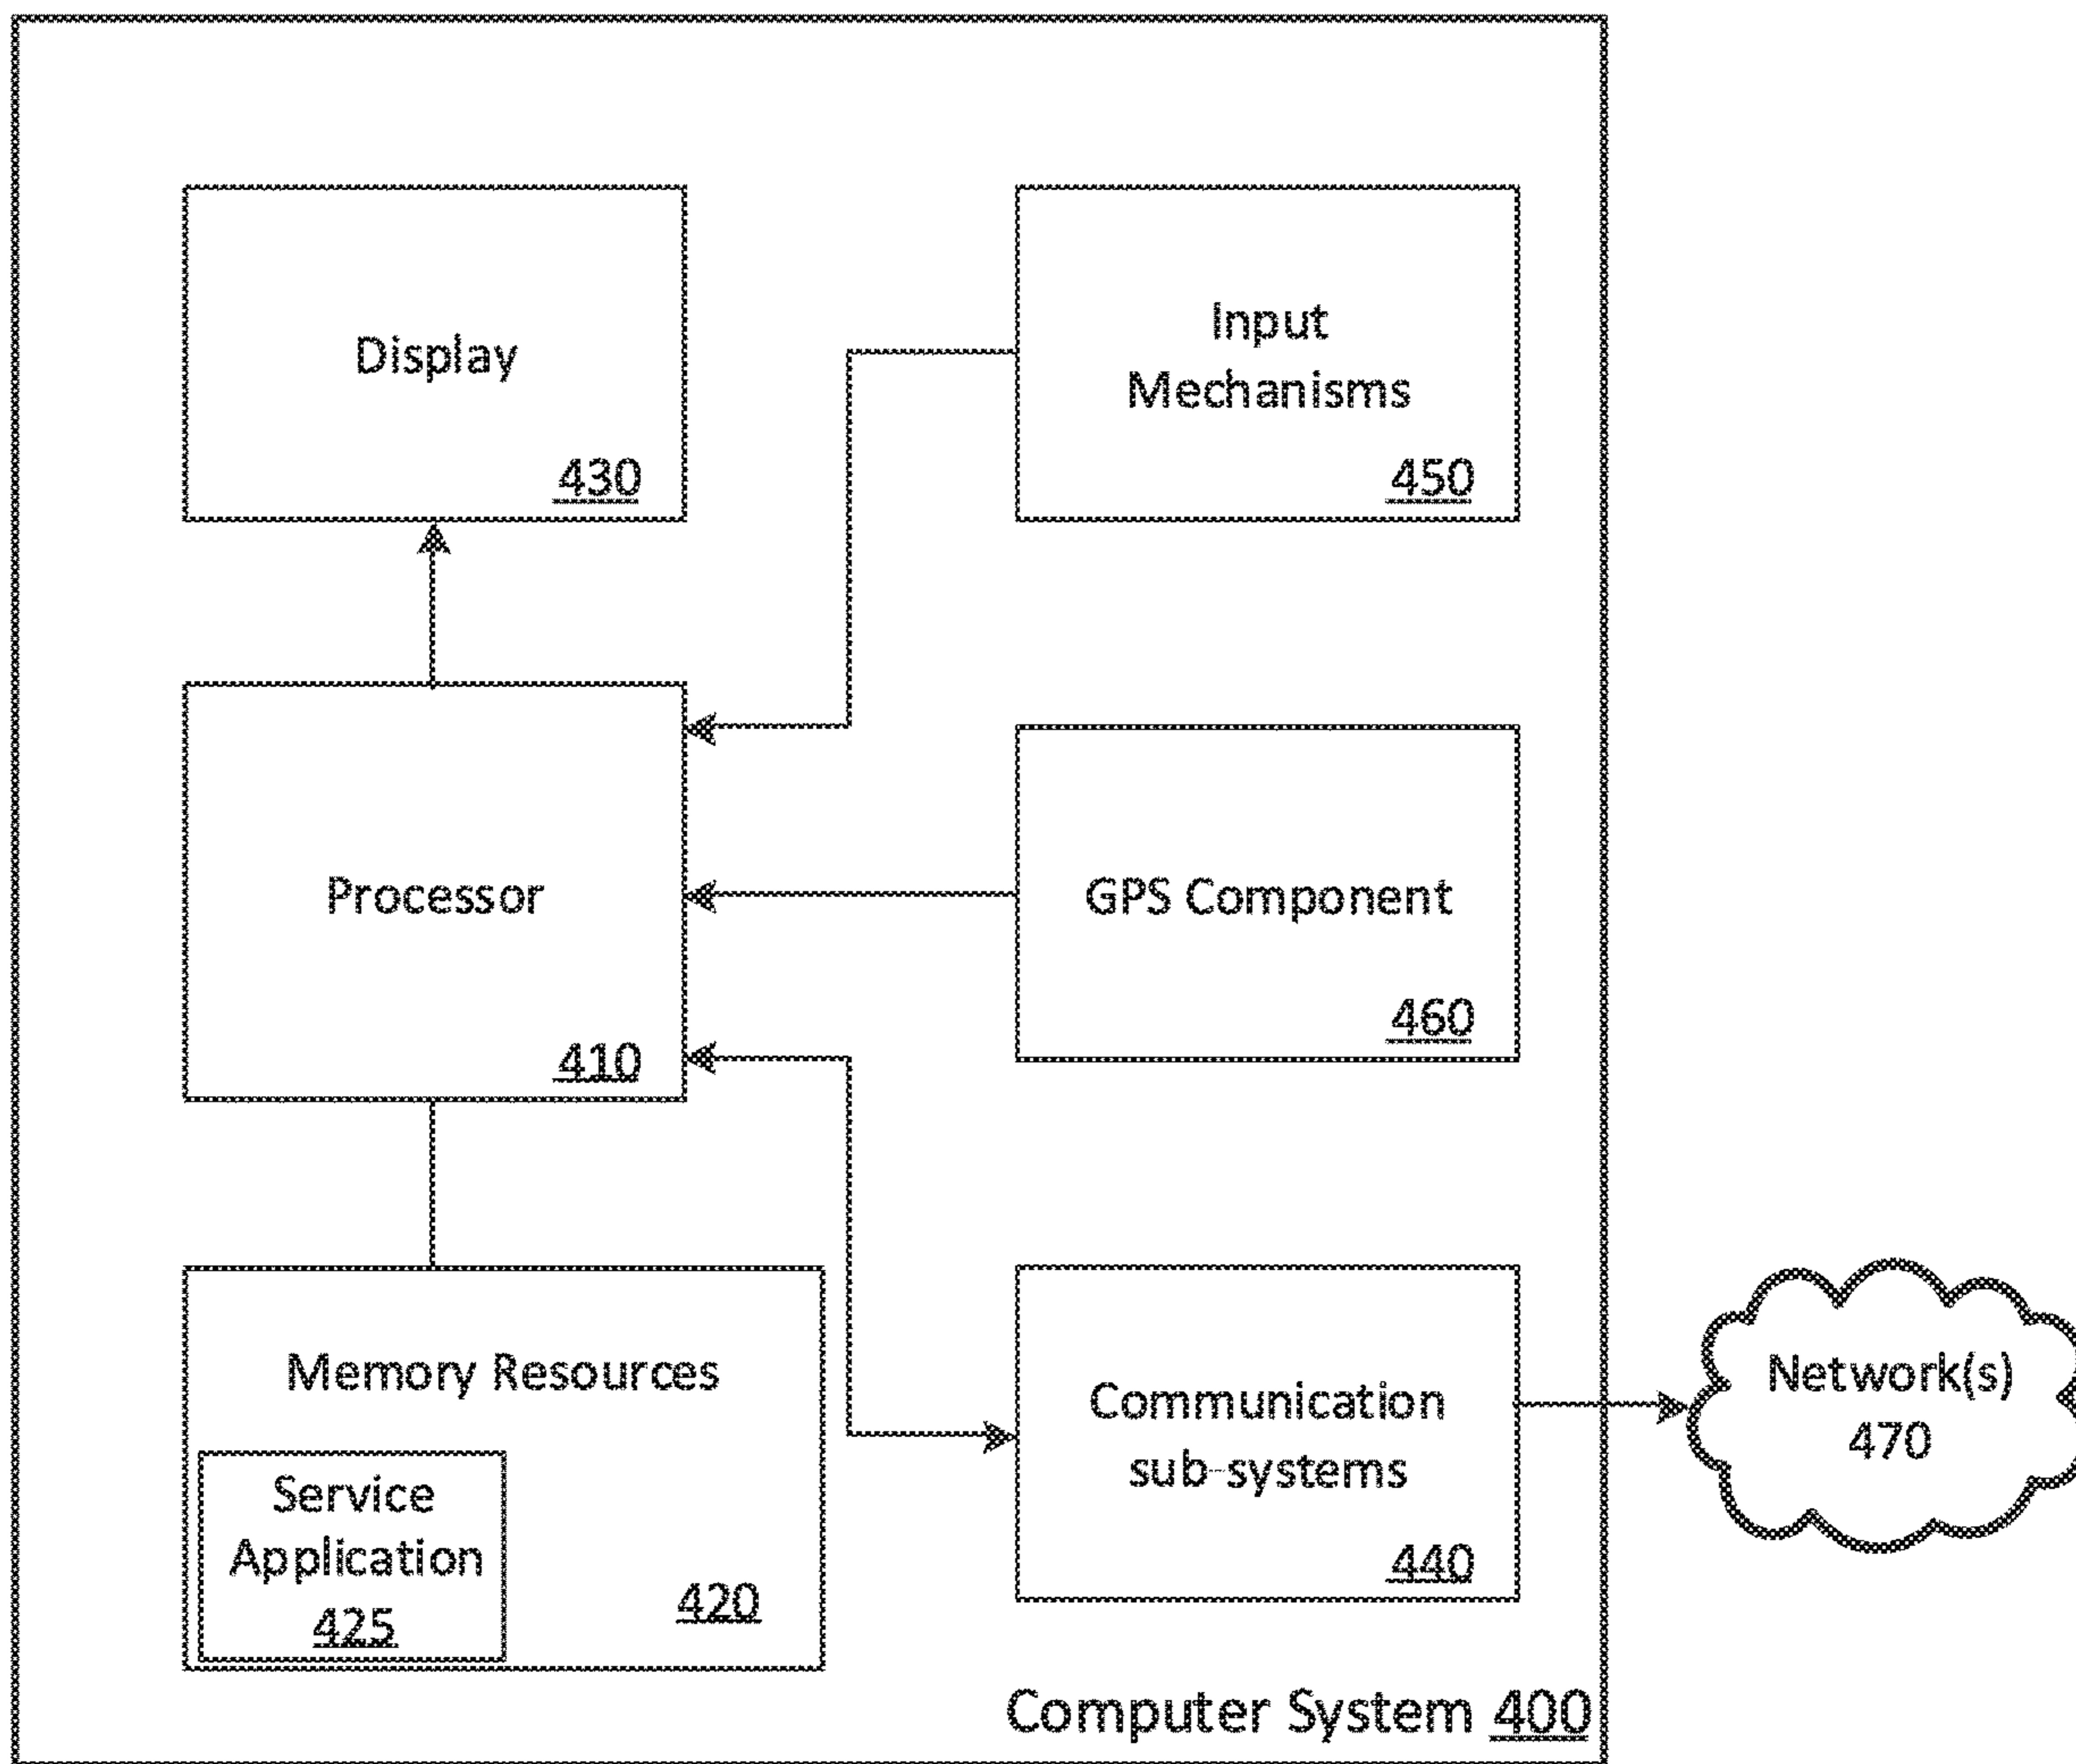 Display
430
Input
Mechanisms
450
Processor
410
GPS Component
460
Memory Resources
420
Service
Application
425
Communication
sub-systems
440
Network(s)
470
Computer System 400